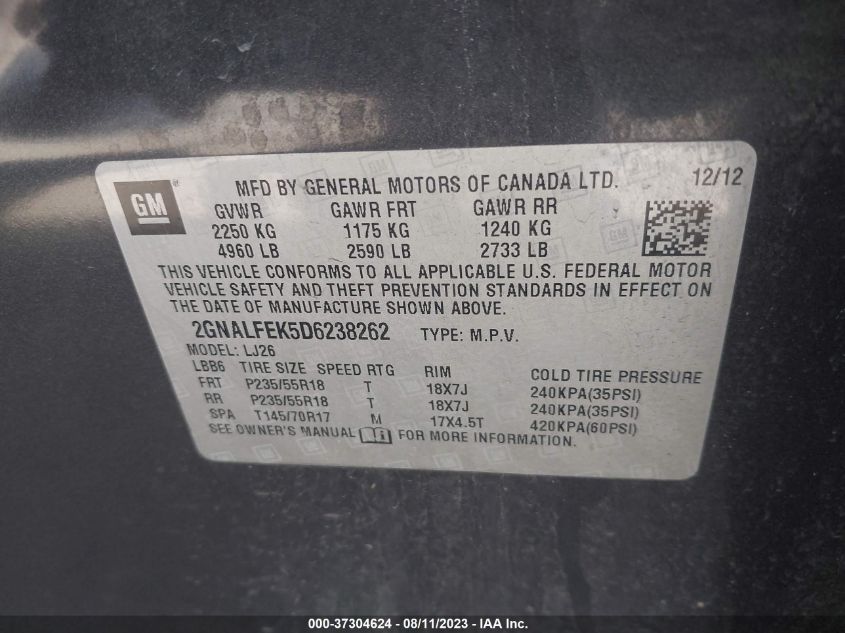 GM
MFD BY GENERAL MOTORS OF CANADA LTD. 12/12
GVWR GAWR FRT GAWR RR
2250 KG 1175 KG 1240 KG
4960 LB 2590 LB 2733 LB
THIS VEHICLE CONFORMS TO ALL APPLICABLE U.S. FEDERAL MOTOR
VEHICLE SAFETY AND THEFT PREVENTION STANDARDS IN EFFECT ON
THE DATE OF MANUFACTURE SHOWN ABOVE.
2GNALFEK5D6238262 TYPE: M.P.V.
MODEL: LJ26
LBB6 TIRE SIZE SPEED RTG RIM COLD TIRE PRESSURE
FRT P235/55R18 T 18X7J 240KPA(35PSI)
RR P235/55R18 T 18X7J 240KPA(35PSI)
SPA T145/70R17 M 17X4.5T 420KPA(60PSI)
SEE OWNER'S MANUAL i FOR MORE INFORMATION.
000-37304624 - 08/11/2023 - IAA Inc.